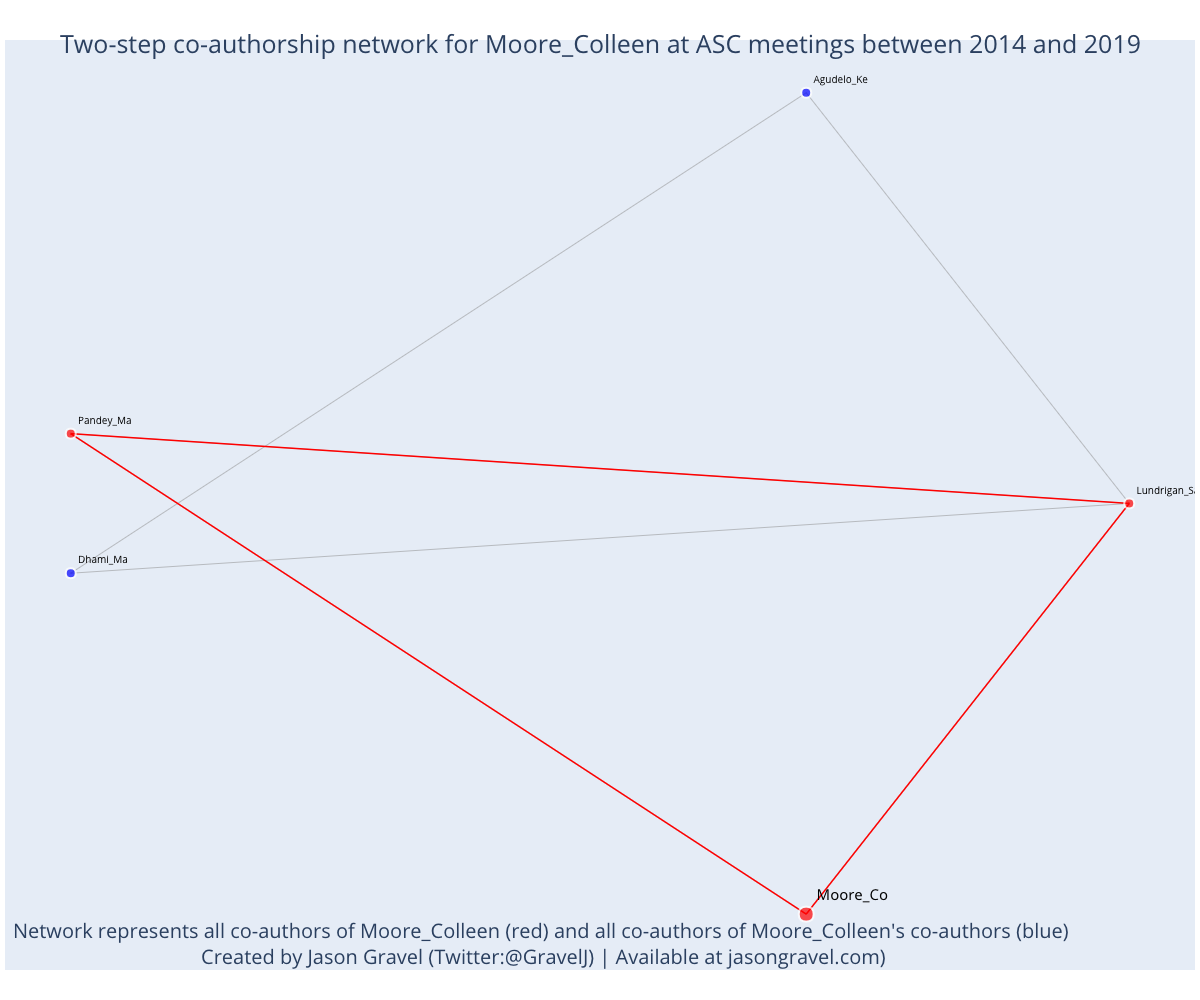 Two-step co-authorship network for Moore_Colleen at ASC meetings between 2014 and 2019
Agudelo_Ke
Pandey_Ma
Lundrigan_Sa
Dhami_Ma
Moore_Co
Network represents all co-authors of Moore_Colleen (red) and all co-authors of Moore_Colleen's co-authors (blue)
Created by Jason Gravel (Twitter:@GravelJ) | Available at jasongravel.com)